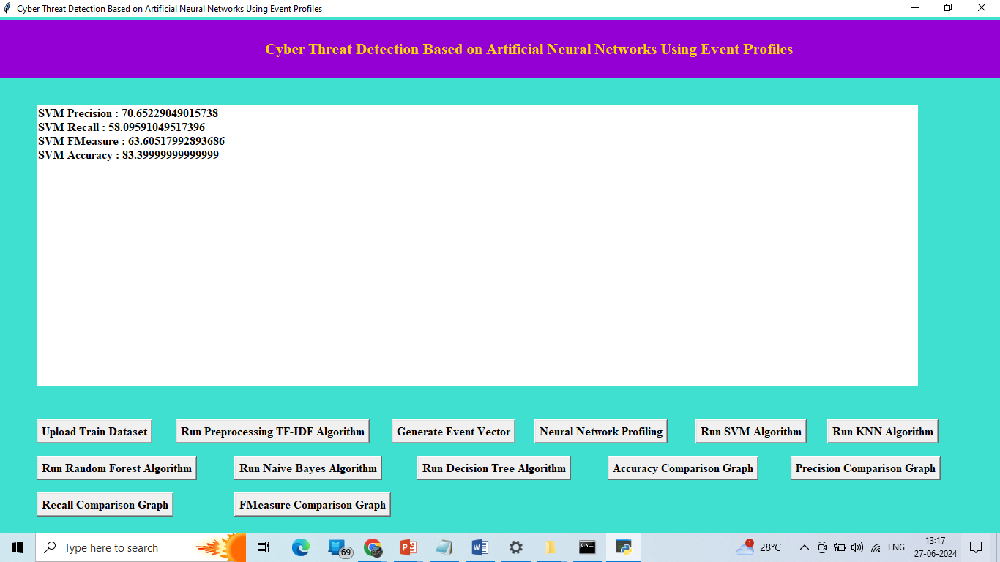 Cyber Threat Detection Based on Artificial Neural Networks Using Event Profiles
Cyber Threat Detection Based on Artificial Neural Networks Using Event Profiles
SVM Precision : 70.65229049015738
SVM Recall : 58.09591049517396
SVM FMeasure : 63.60517992893686
SVM Accuracy : 83.39999999999999
Upload Train Dataset Run Preprocessing TF-IDF Algorithm Generate Event Vector Neural Network Profiling Run SVM Algorithm Run KNN Algorithm
Run Random Forest Algorithm Run Naive Bayes Algorithm Run Decision Tree Algorithm Accuracy Comparison Graph Precision Comparison Graph
Recall Comparison Graph FMeasure Comparison Graph
Type here to search 69 1 28°C ENG 13:17
27-06-2024